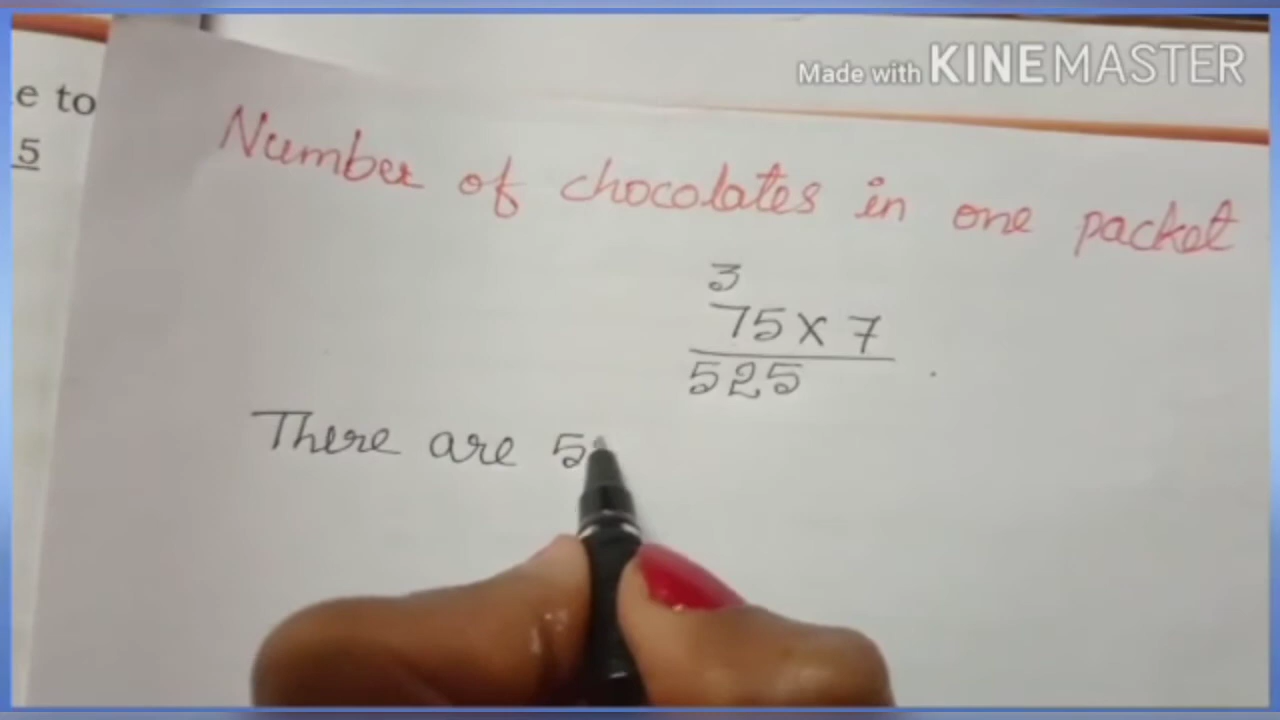 Made with KINEMASTER
e to
5
Number of chocolates in one packet
3
75 x 7
525
There are 5